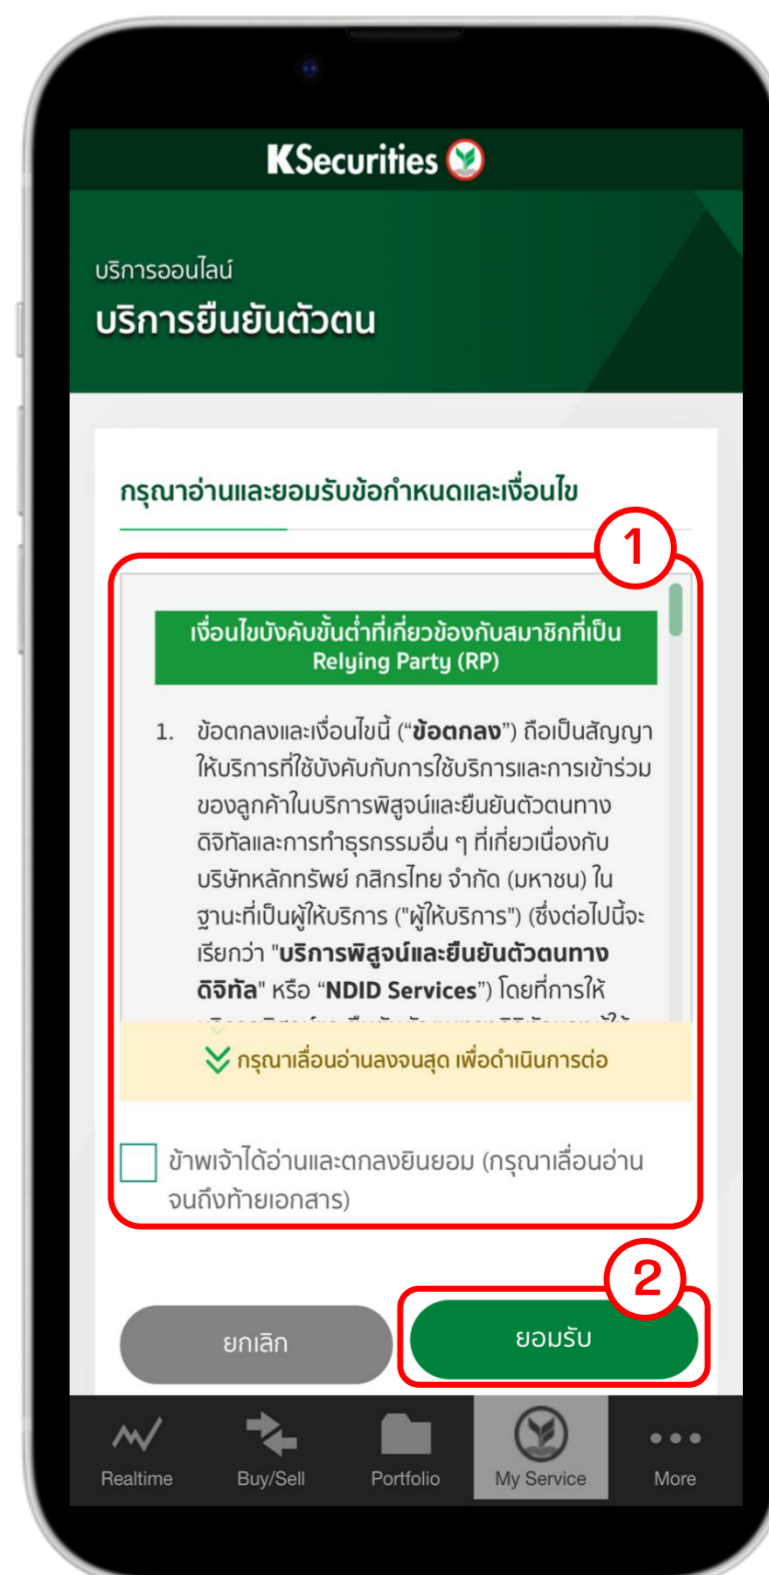 KSecurities
บริการออนไลน์
บริการยืนยันตัวตน
กรุณาอ่านและยอมรับข้อกำหนดและเงื่อนไข
1
เงื่อนไขบังคับขั้นต่ำที่เกี่ยวข้องกับสมาชิกที่เป็น
Relying Party (RP)
1. ข้อตกลงและเงื่อนไขนี้ (“ข้อตกลง”) ถือเป็นสัญญา
ให้บริการที่ใช้บังคับกับการใช้บริการและการเข้าร่วม
ของลูกค้าในบริการพิสูจน์และยืนยันตัวตนทาง
ดิจิทัลและการทำธุรกรรมอื่น ๆ ที่เกี่ยวเนื่องกับ
บริษัทหลักทรัพย์ กสิกรไทย จำกัด (มหาชน) ใน
ฐานะที่เป็นผู้ให้บริการ ("ผู้ให้บริการ") (ซึ่งต่อไปนี้จะ
เรียกว่า "บริการพิสูจน์และยืนยันตัวตนทาง
ดิจิทัล" หรือ “NDID Services”) โดยที่การให้
กรุณาเลื่อนอ่านลงจนสุด เพื่อดำเนินการต่อ
ข้าพเจ้าได้อ่านและตกลงยินยอม (กรุณาเลื่อนอ่าน
จนถึงท้ายเอกสาร)
2
ยกเลิก
ยอมรับ
Realtime
Buy/Sell
Portfolio
My Service
More